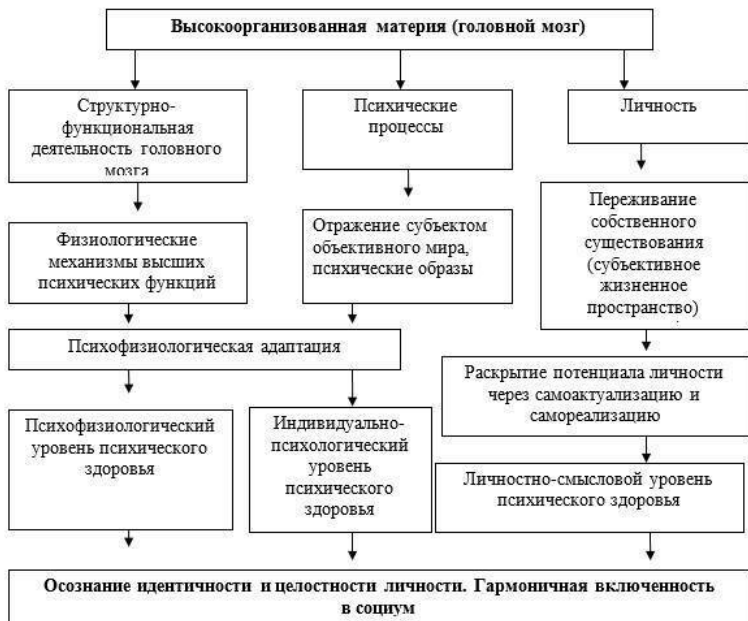 Высокоорганизованная материя (головной мозг)
Структурно-
функциональная
деятельность головного
мозга
Психические
процессы
Личность
Физиологические
механизмы высших
психических функций
Отражение субъектом
объективного мира,
психические образы
Переживание
собственного
существования
(субъективное
жизненное
пространство)
Психофизиологическая адаптация
Раскрытие потенциала личности
через самоактуализацию и
самореализацию
Психофизиологический
уровень психического
здоровья
Индивидуально-
психологический
уровень
психического
здоровья
Личностно-смысловой уровень
психического здоровья
Осознание идентичности и целостности личности. Гармоничная включенность
в социум